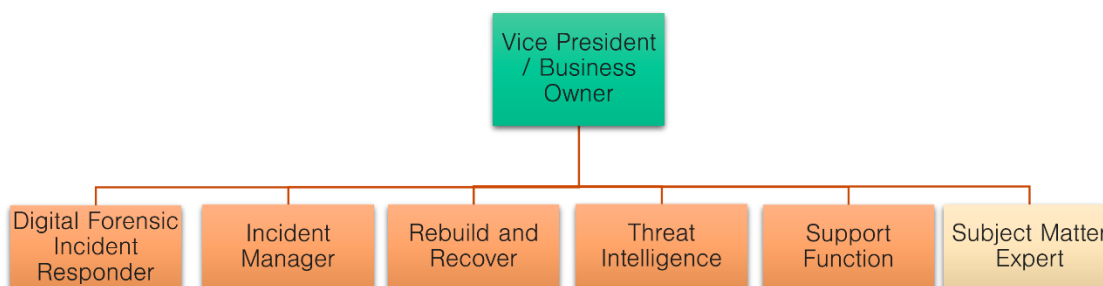 Vice President
/ Business
Owner
Digital Forensic
Incident
Responder
Incident
Manager
Rebuild and
Recover
Threat
Intelligence
Support
Function
Subject Matter
Expert